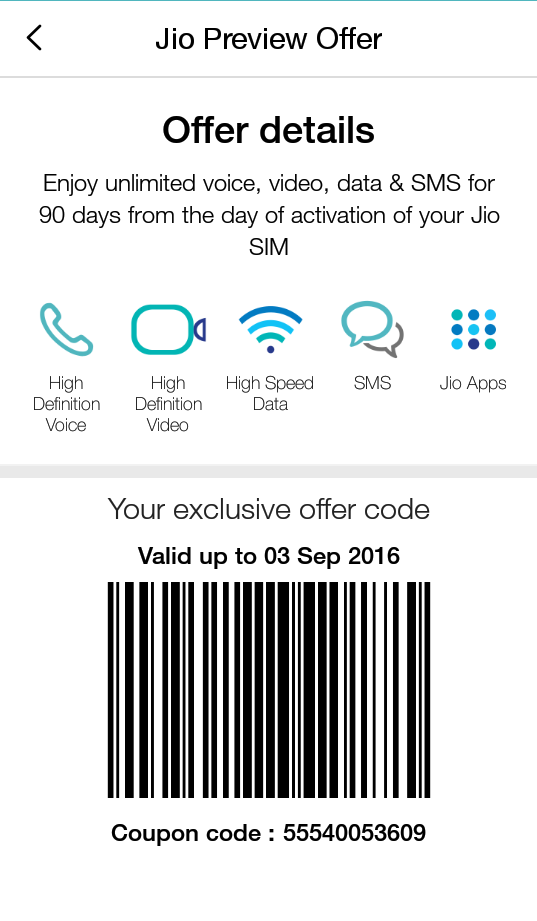 Jio Preview Offer
Offer details
Enjoy unlimited voice, video, data & SMS for
90 days from the day of activation of your Jio
SIM
High
Definition
Voice
High
Definition
Video
High Speed
Data
SMS
Jio Apps
Your exclusive offer code
Valid up to 03 Sep 2016
Coupon code : 55540053609